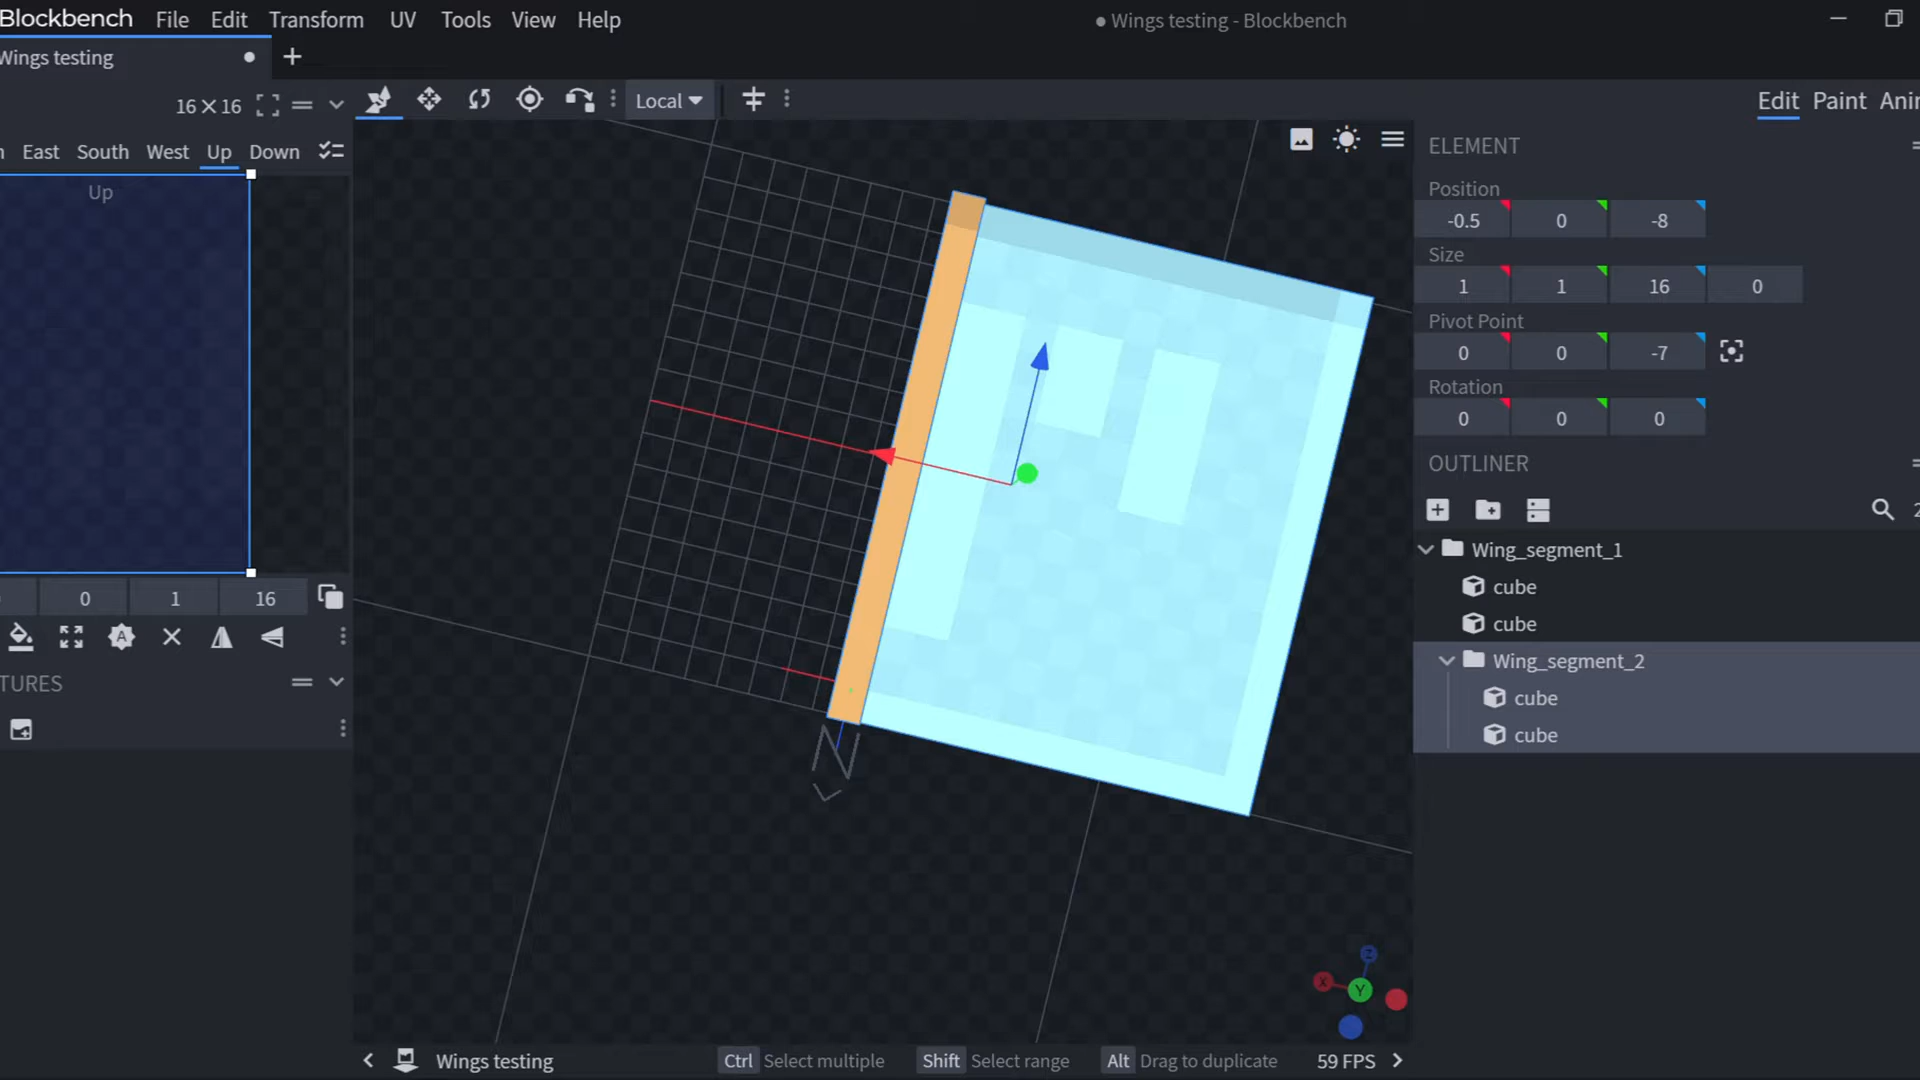 Blockbench File Edit Transform UV Tools View Help
● Wings testing - Blockbench
Wings testing
16×16
Local
Edit Paint
East South West Up Down
Up
0 1 16
ELEMENT
Position
-0.5 0 -8
Size
1 1 16 0
Pivot Point
0 0 -7
Rotation
0 0 0
OUTLINER
Wing_segment_1
cube
cube
Wing_segment_2
cube
cube
N
X Y Z
Wings testing
Ctrl Select multiple
Shift Select range
Alt Drag to duplicate
59 FPS